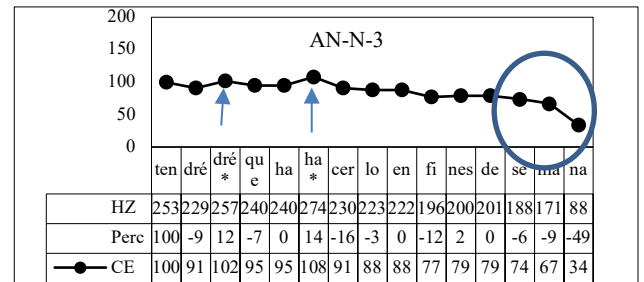 AN-N-3
200
150
100
50
0
ten dré dré* que ha ha* cer lo en fi nes de se ma na
HZ 253 229 257 240 240 274 230 223 222 196 200 201 188 171 88
Perc 100 -9 12 -7 0 14 -16 -3 0 -12 2 0 -6 -9 -49
CE 100 91 102 95 95 108 91 88 88 77 79 79 74 67 34